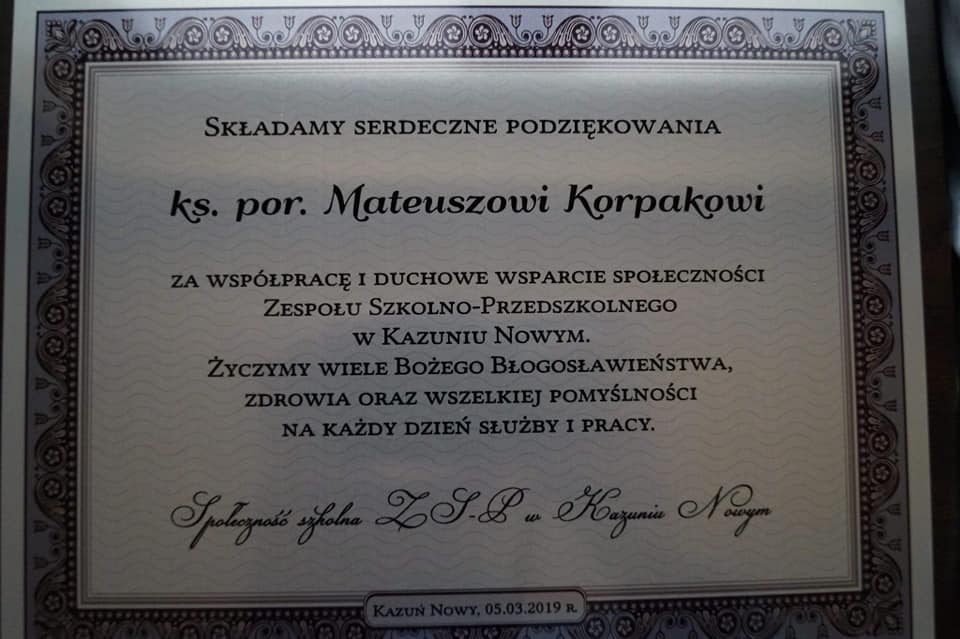 SKŁADAMY SERDECZNE PODZIĘKOWANIA
ks. por. Mateuszowi Korpakowi
ZA WSPÓŁPRACĘ I DUCHOWE WSPARCIE SPOŁECZNOŚCI
ZESPOŁU SZKOLNO-PRZEDSZKOLNEGO
W KAZUNIU NOWYM.
ŻYCZYMY WIELE BOŻEGO BŁOGOSŁAWIEŃSTWA,
ZDROWIA ORAZ WSZELKIEJ POMYŚLNOŚCI
NA KAŻDY DZIEŃ SŁUŻBY I PRACY.
Społeczność szkolna ZS-P w Kazuniu Nowym
KAZUŃ NOWY, 05.03.2019 R.